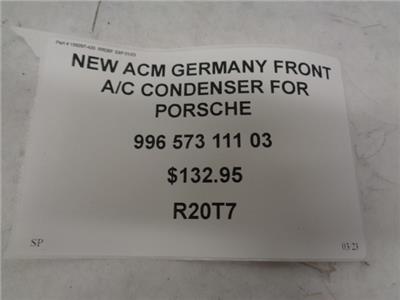 NEW ACM GERMANY FRONT
A/C CONDENSER FOR
PORSCHE
996 573 111 03
$132.95
R20T7
SP
03/23